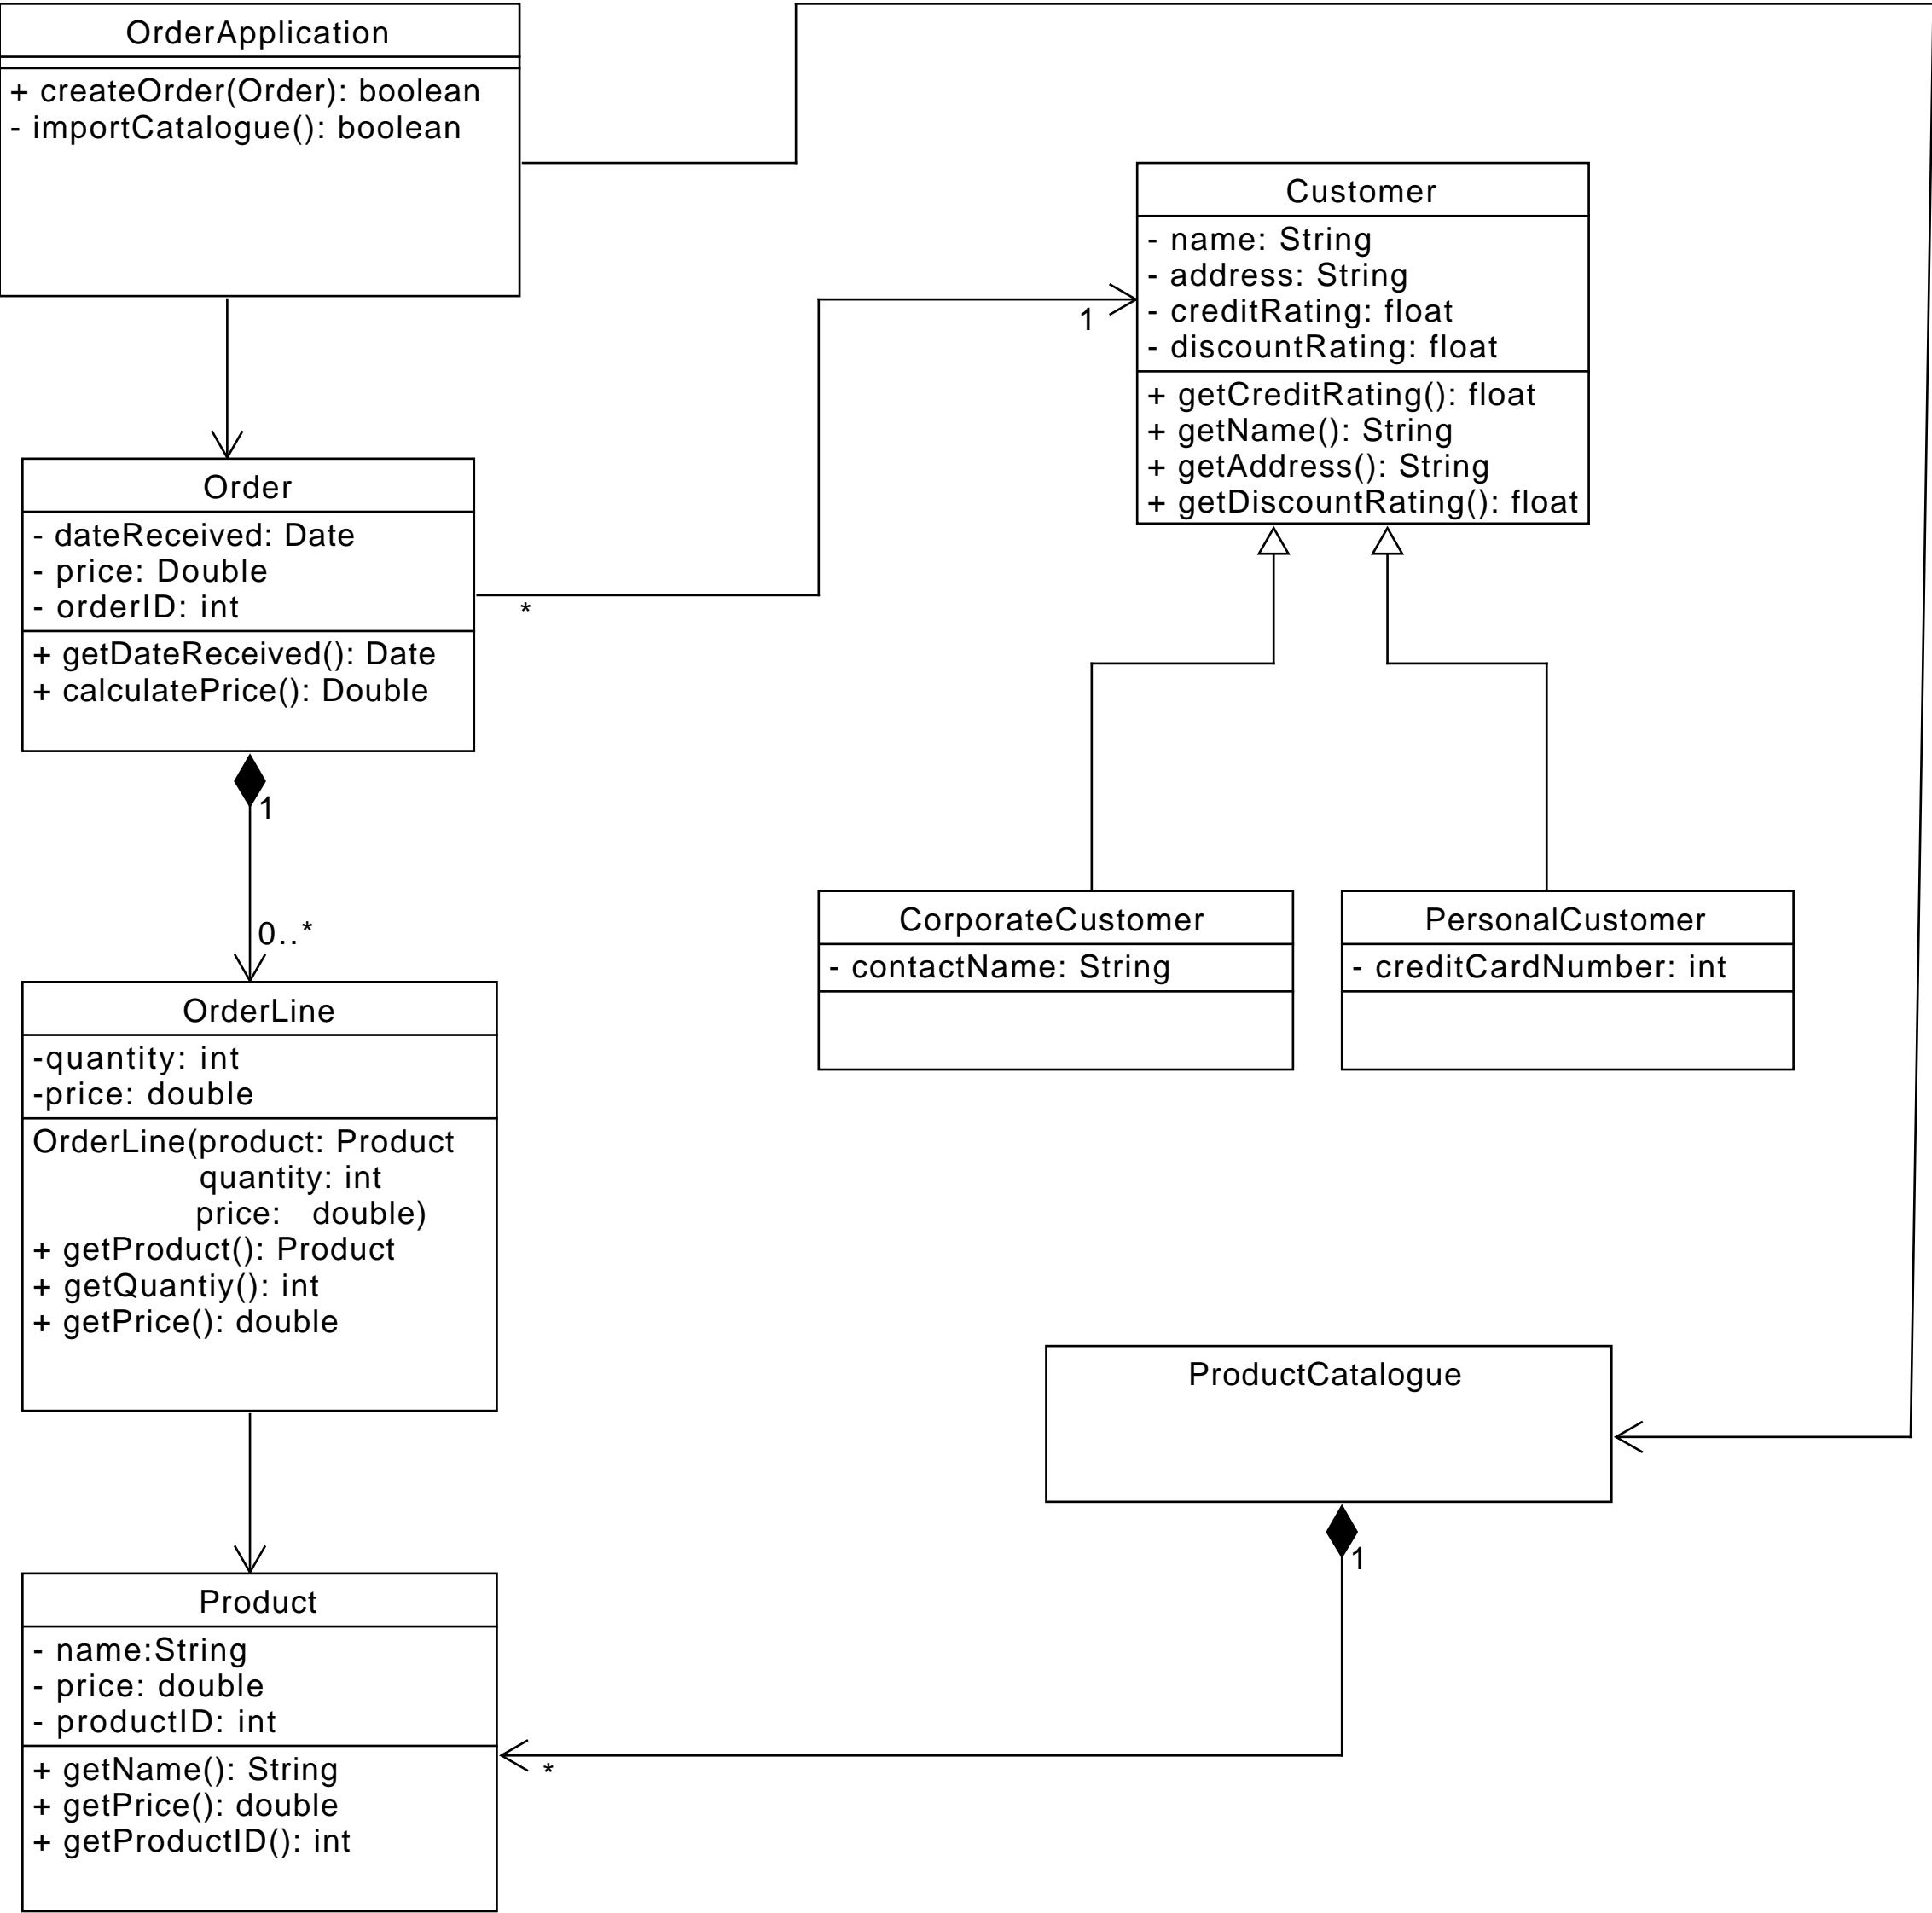 OrderApplication
+ createOrder(Order): boolean
- importCatalogue(): boolean
Customer
- name: String
- address: String
- creditRating: float
- discountRating: float
+ getCreditRating(): float
+ getName(): String
+ getAddress(): String
+ getDiscountRating(): float
1
*
Order
- dateReceived: Date
- price: Double
- orderID: int
+ getDateReceived(): Date
+ calculatePrice(): Double
1
0..*
CorporateCustomer
- contactName: String
PersonalCustomer
- creditCardNumber: int
OrderLine
-quantity: int
-price: double
OrderLine(product: Product
quantity: int
price: double)
+ getProduct(): Product
+ getQuantiy(): int
+ getPrice(): double
ProductCatalogue
1
*
Product
- name:String
- price: double
- productID: int
+ getName(): String
+ getPrice(): double
+ getProductID(): int